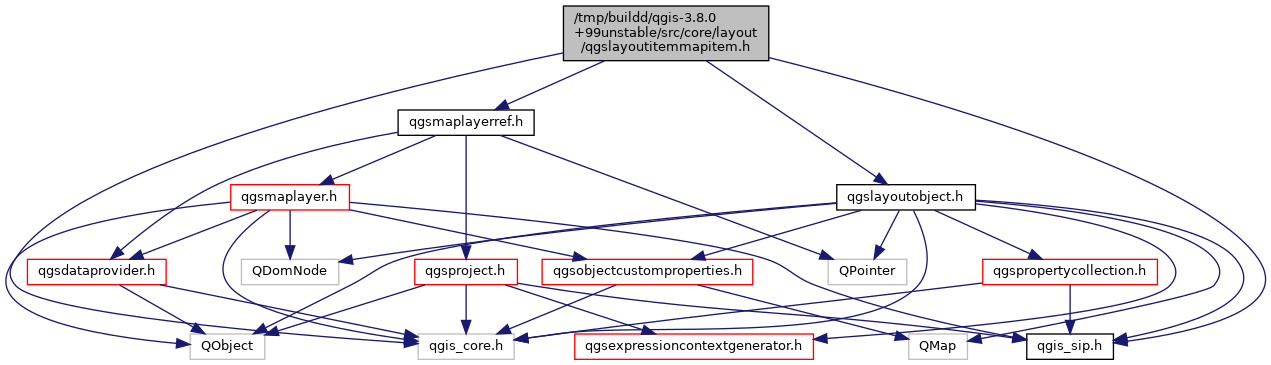 /tmp/buildd/qgis-3.8.0
+99unstable/src/core/layout
/qgslayoutitemmapitem.h
qgsmaplayerref.h
qgsmaplayer.h
qgslayoutobject.h
qgsdataprovider.h
QDomNode
qgsproject.h
qgsobjectcustomproperties.h
QPointer
qgspropertycollection.h
QObject
qgis_core.h
qgsexpressioncontextgenerator.h
QMap
qgis_sip.h